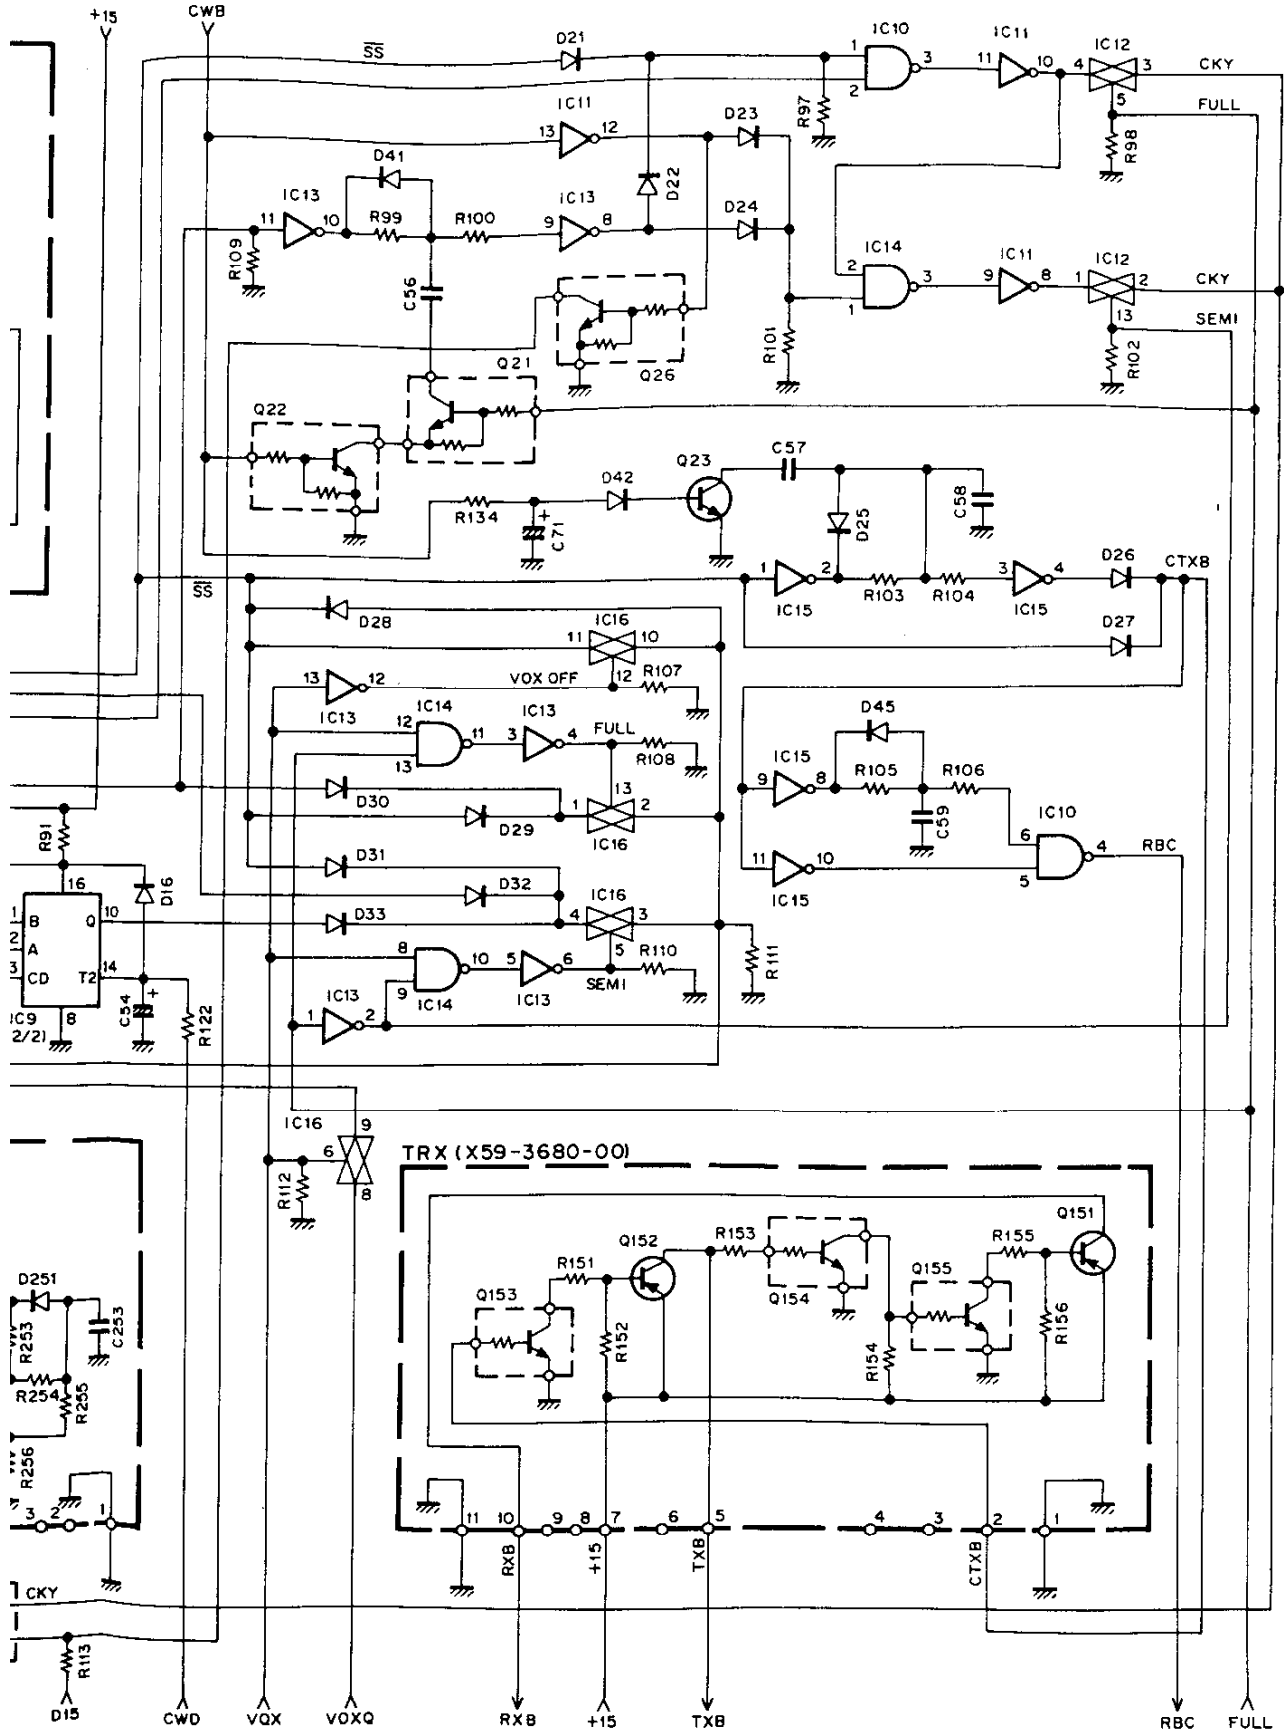 +15
CWB
SS
D21
1
2
IC10
3
11
IC11
10
4
IC12
3
5
CKY
FULL
R97
R98
IC11
13
12
D23
D41
IC13
11
10
R99
R100
IC13
9
8
D22
D24
R109
C56
IC14
2
3
1
IC11
9
8
IC12
1
2
13
CKY
SEMI
R101
R102
Q26
Q21
Q22
R134
C71
+
D42
Q23
C57
C58
D25
SS
1
2
IC15
R103
R104
3
4
IC15
D26
CTXB
D27
D28
IC16
11
10
12
R107
13
12
IC13
VOX OFF
IC14
12
13
11
IC13
3
4
FULL
R108
D30
D29
1
13
2
IC16
D45
IC15
9
8
R105
R106
C59
11
10
IC15
IC10
6
5
4
RBC
R91
16
D16
D31
D32
D33
1
B
Q
10
2
A
3
CD
T2
14
8
IC9
2/2)
C54
+
R122
IC16
4
3
5
8
9
10
IC14
5
6
IC13
SEMI
R110
R111
IC13
1
2
IC16
9
6
8
R112
TRX (X59-3680-00)
Q151
Q152
R153
R151
R155
Q153
Q154
Q155
R152
R154
R156
D251
C253
R253
R254
R255
R256
3
2
1
11
10
9
8
7
6
5
4
3
2
1
RXB
+15
TXB
CTXB
CKY
R113
D15
CWD
VQX
VOXQ
RXB
+15
TXB
RBC
FULL